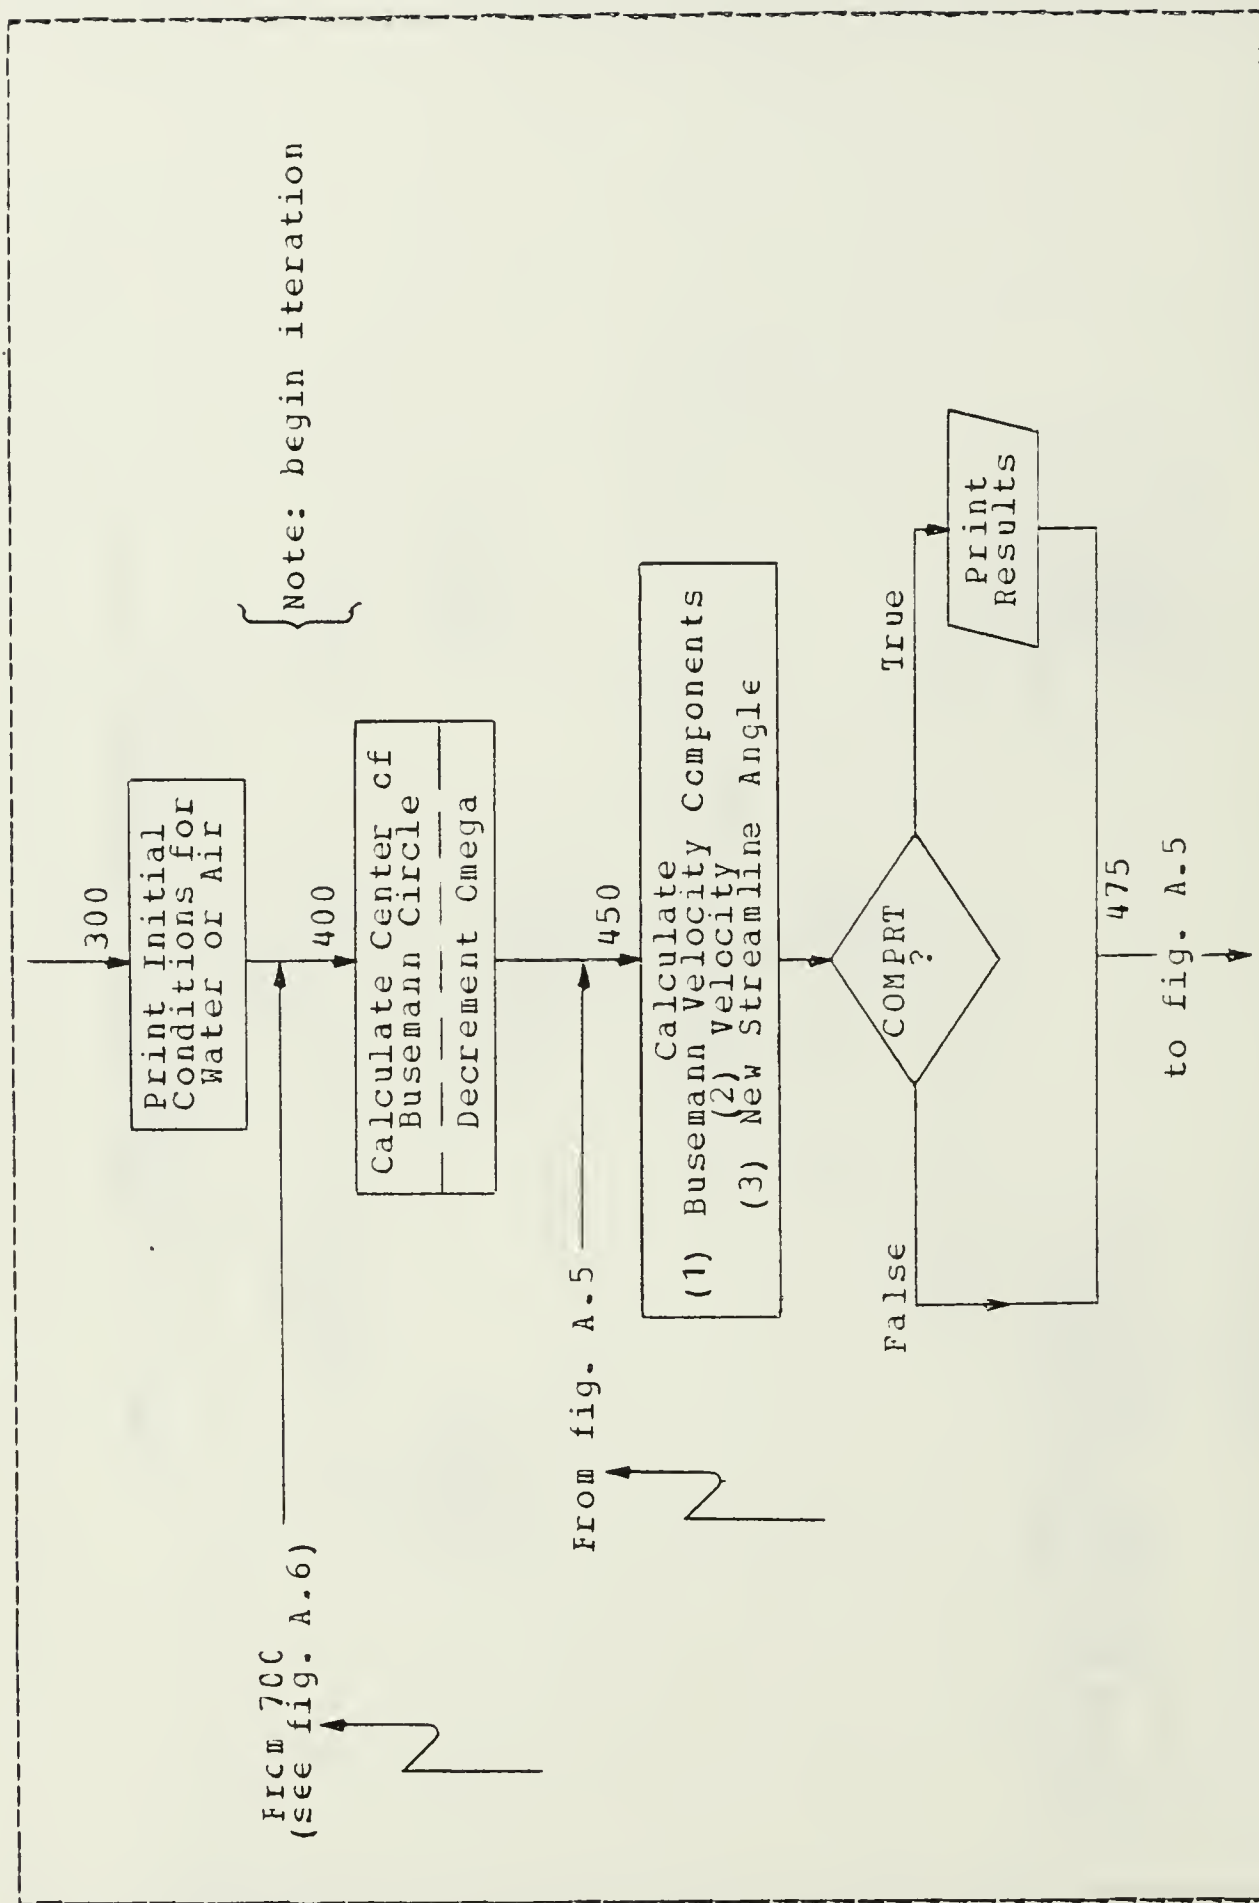 300
Print Initial
Conditions for
Water or Air
Note: begin iteration
From 700
(see fig. A.6)
400
Calculate Center of
Busemann Circle
Decrement Omega
From fig. A.5
450
Calculate
(1) Busemann Velocity Components
(2) Velocity
(3) New Streamline Angle
COMPRT
?
True
False
Print
Results
475
to fig. A.5